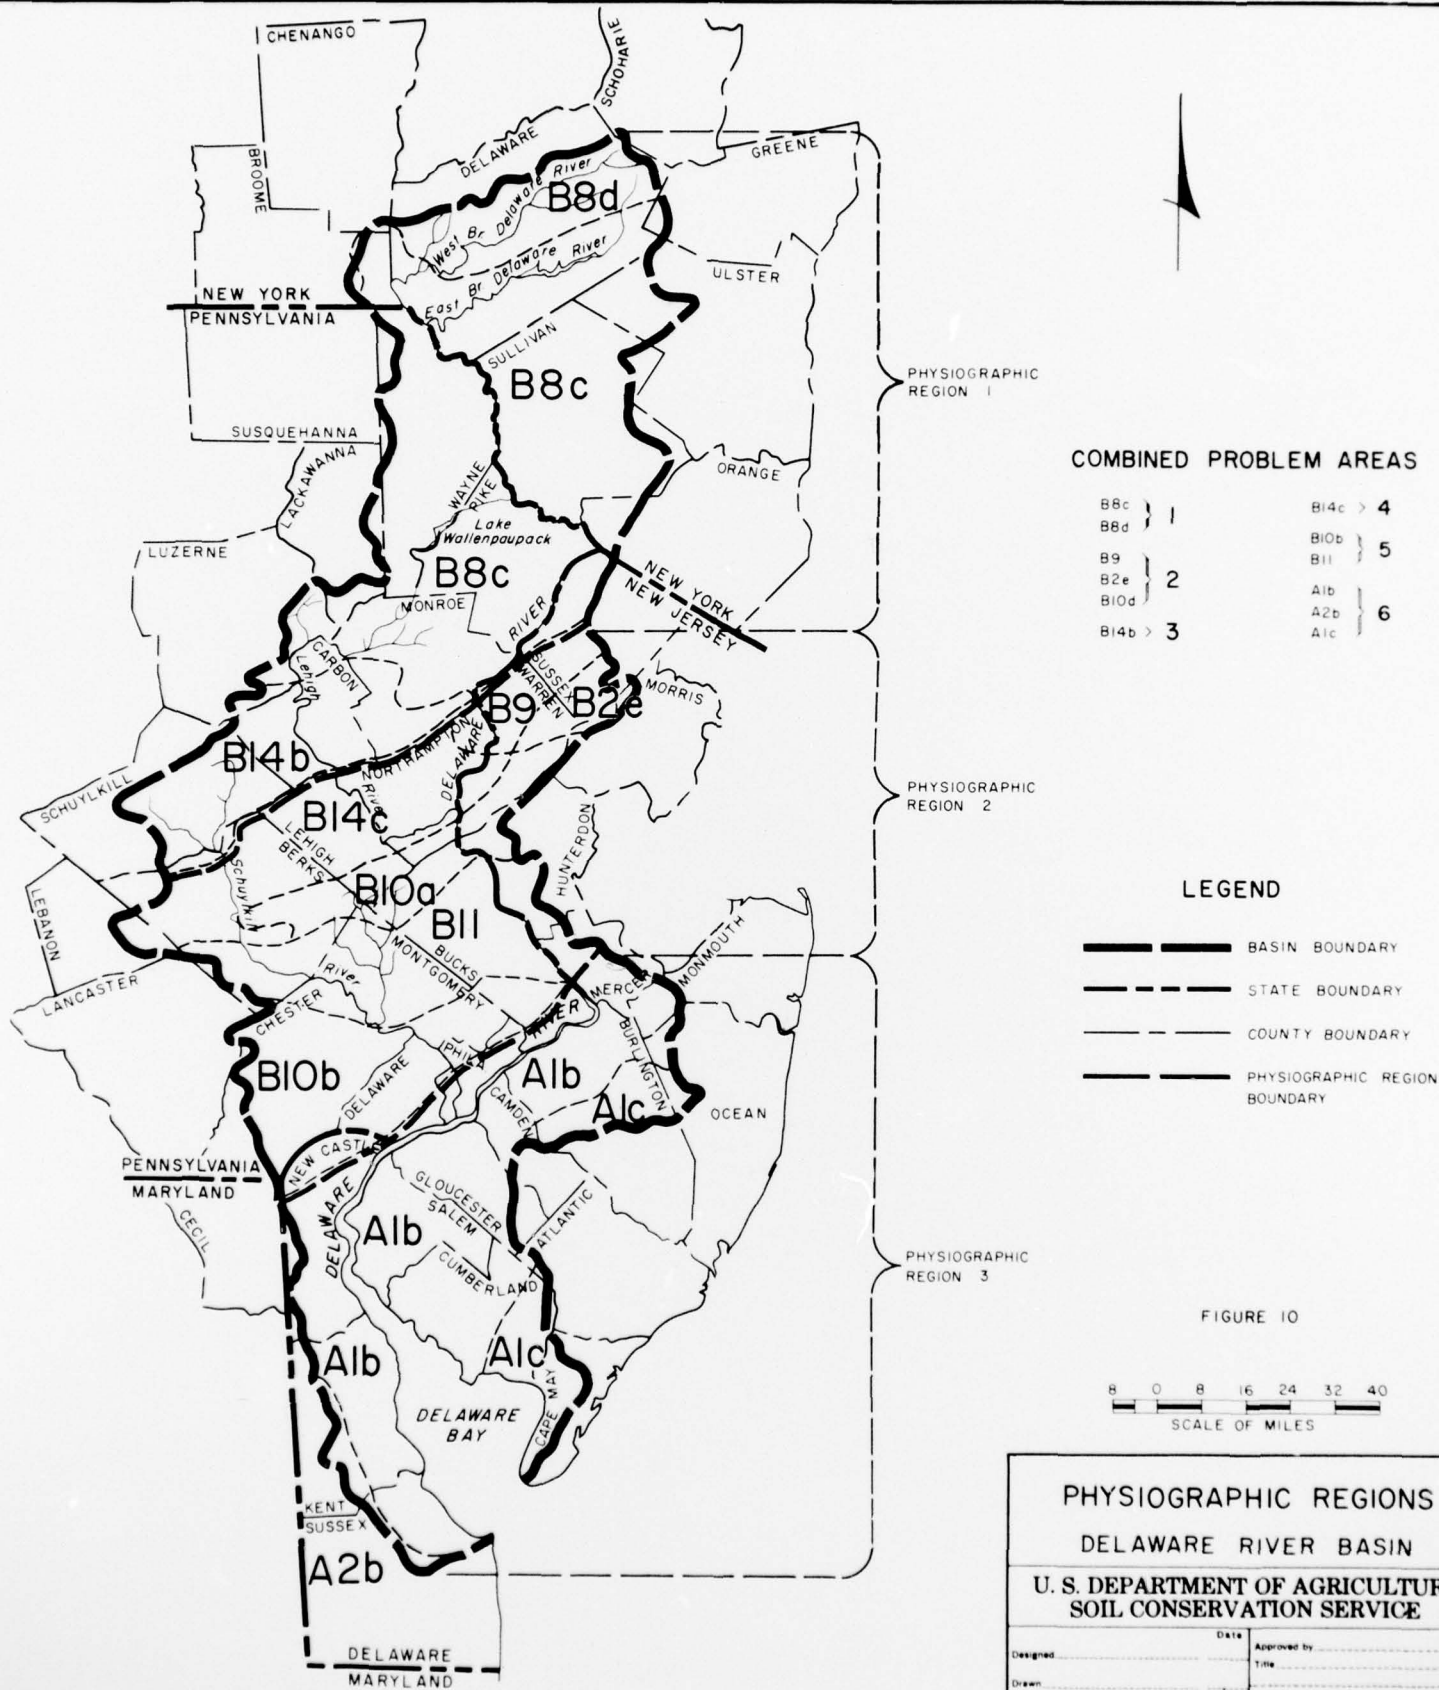 CHENANGO
SCHOHARIE
BROOME
DELAWARE
GREENE
West Br. Delaware River
B8d
East Br. Delaware River
ULSTER
NEW YORK
PENNSYLVANIA
SULLIVAN
B8c
PHYSIOGRAPHIC
REGION 1
SUSQUEHANNA
LACKAWANNA
WAYNE
PIKE
ORANGE
Lake
Wallenpaupack
LUZERNE
B8c
MONROE
NEW YORK
NEW JERSEY
RIVER
CARBON
Lehigh
SUSSEX
WARREN
MORRIS
B9
B2e
NORTHAMPTON
DELAWARE
B14b
SCHUYLKILL
River
B14c
PHYSIOGRAPHIC
REGION 2
LEHIGH
BERKS
HUNTERDON
Schuylkill
LEBANON
B10a
B11
BUCKS
MONTGOMERY
MONMOUTH
LANCASTER
River
MERCER
CHESTER
RIVER
BURLINGTON
PHILA
B10b
DELAWARE
A1b
CAMDEN
A1c
OCEAN
NEW CASTLE
PENNSYLVANIA
MARYLAND
CECIL
DELAWARE
GLOUCESTER
SALEM
ATLANTIC
A1b
CUMBERLAND
PHYSIOGRAPHIC
REGION 3
A1b
A1c
CAPE MAY
DELAWARE
BAY
KENT
SUSSEX
A2b
DELAWARE
MARYLAND
COMBINED PROBLEM AREAS
B8c
B8d } 1
B9
B2e } 2
B10d
B14b > 3
B14c > 4
B10b
B11 } 5
A1b
A2b } 6
A1c
LEGEND
BASIN BOUNDARY
STATE BOUNDARY
COUNTY BOUNDARY
PHYSIOGRAPHIC REGION
BOUNDARY
FIGURE 10
8 0 8 16 24 32 40
SCALE OF MILES
PHYSIOGRAPHIC REGIONS
DELAWARE RIVER BASIN
U. S. DEPARTMENT OF AGRICULTUR
SOIL CONSERVATION SERVICE
Date
Designed
Drawn
Approved by
Title